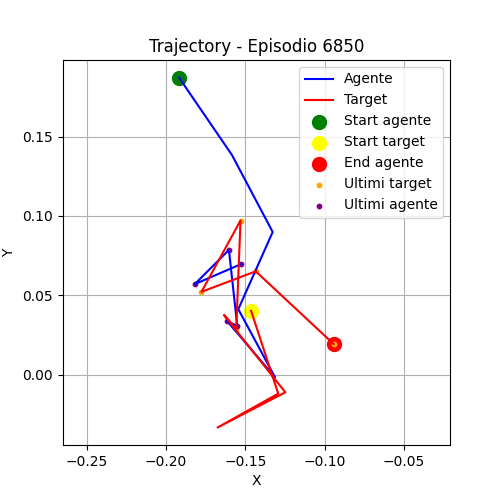 Trajectory - Episodio 6850
Agente
Target
Start agente
Start target
End agente
Ultimi target
Ultimi agente
Y
0.15
0.10
0.05
0.00
−0.25
−0.20
−0.15
−0.10
−0.05
X